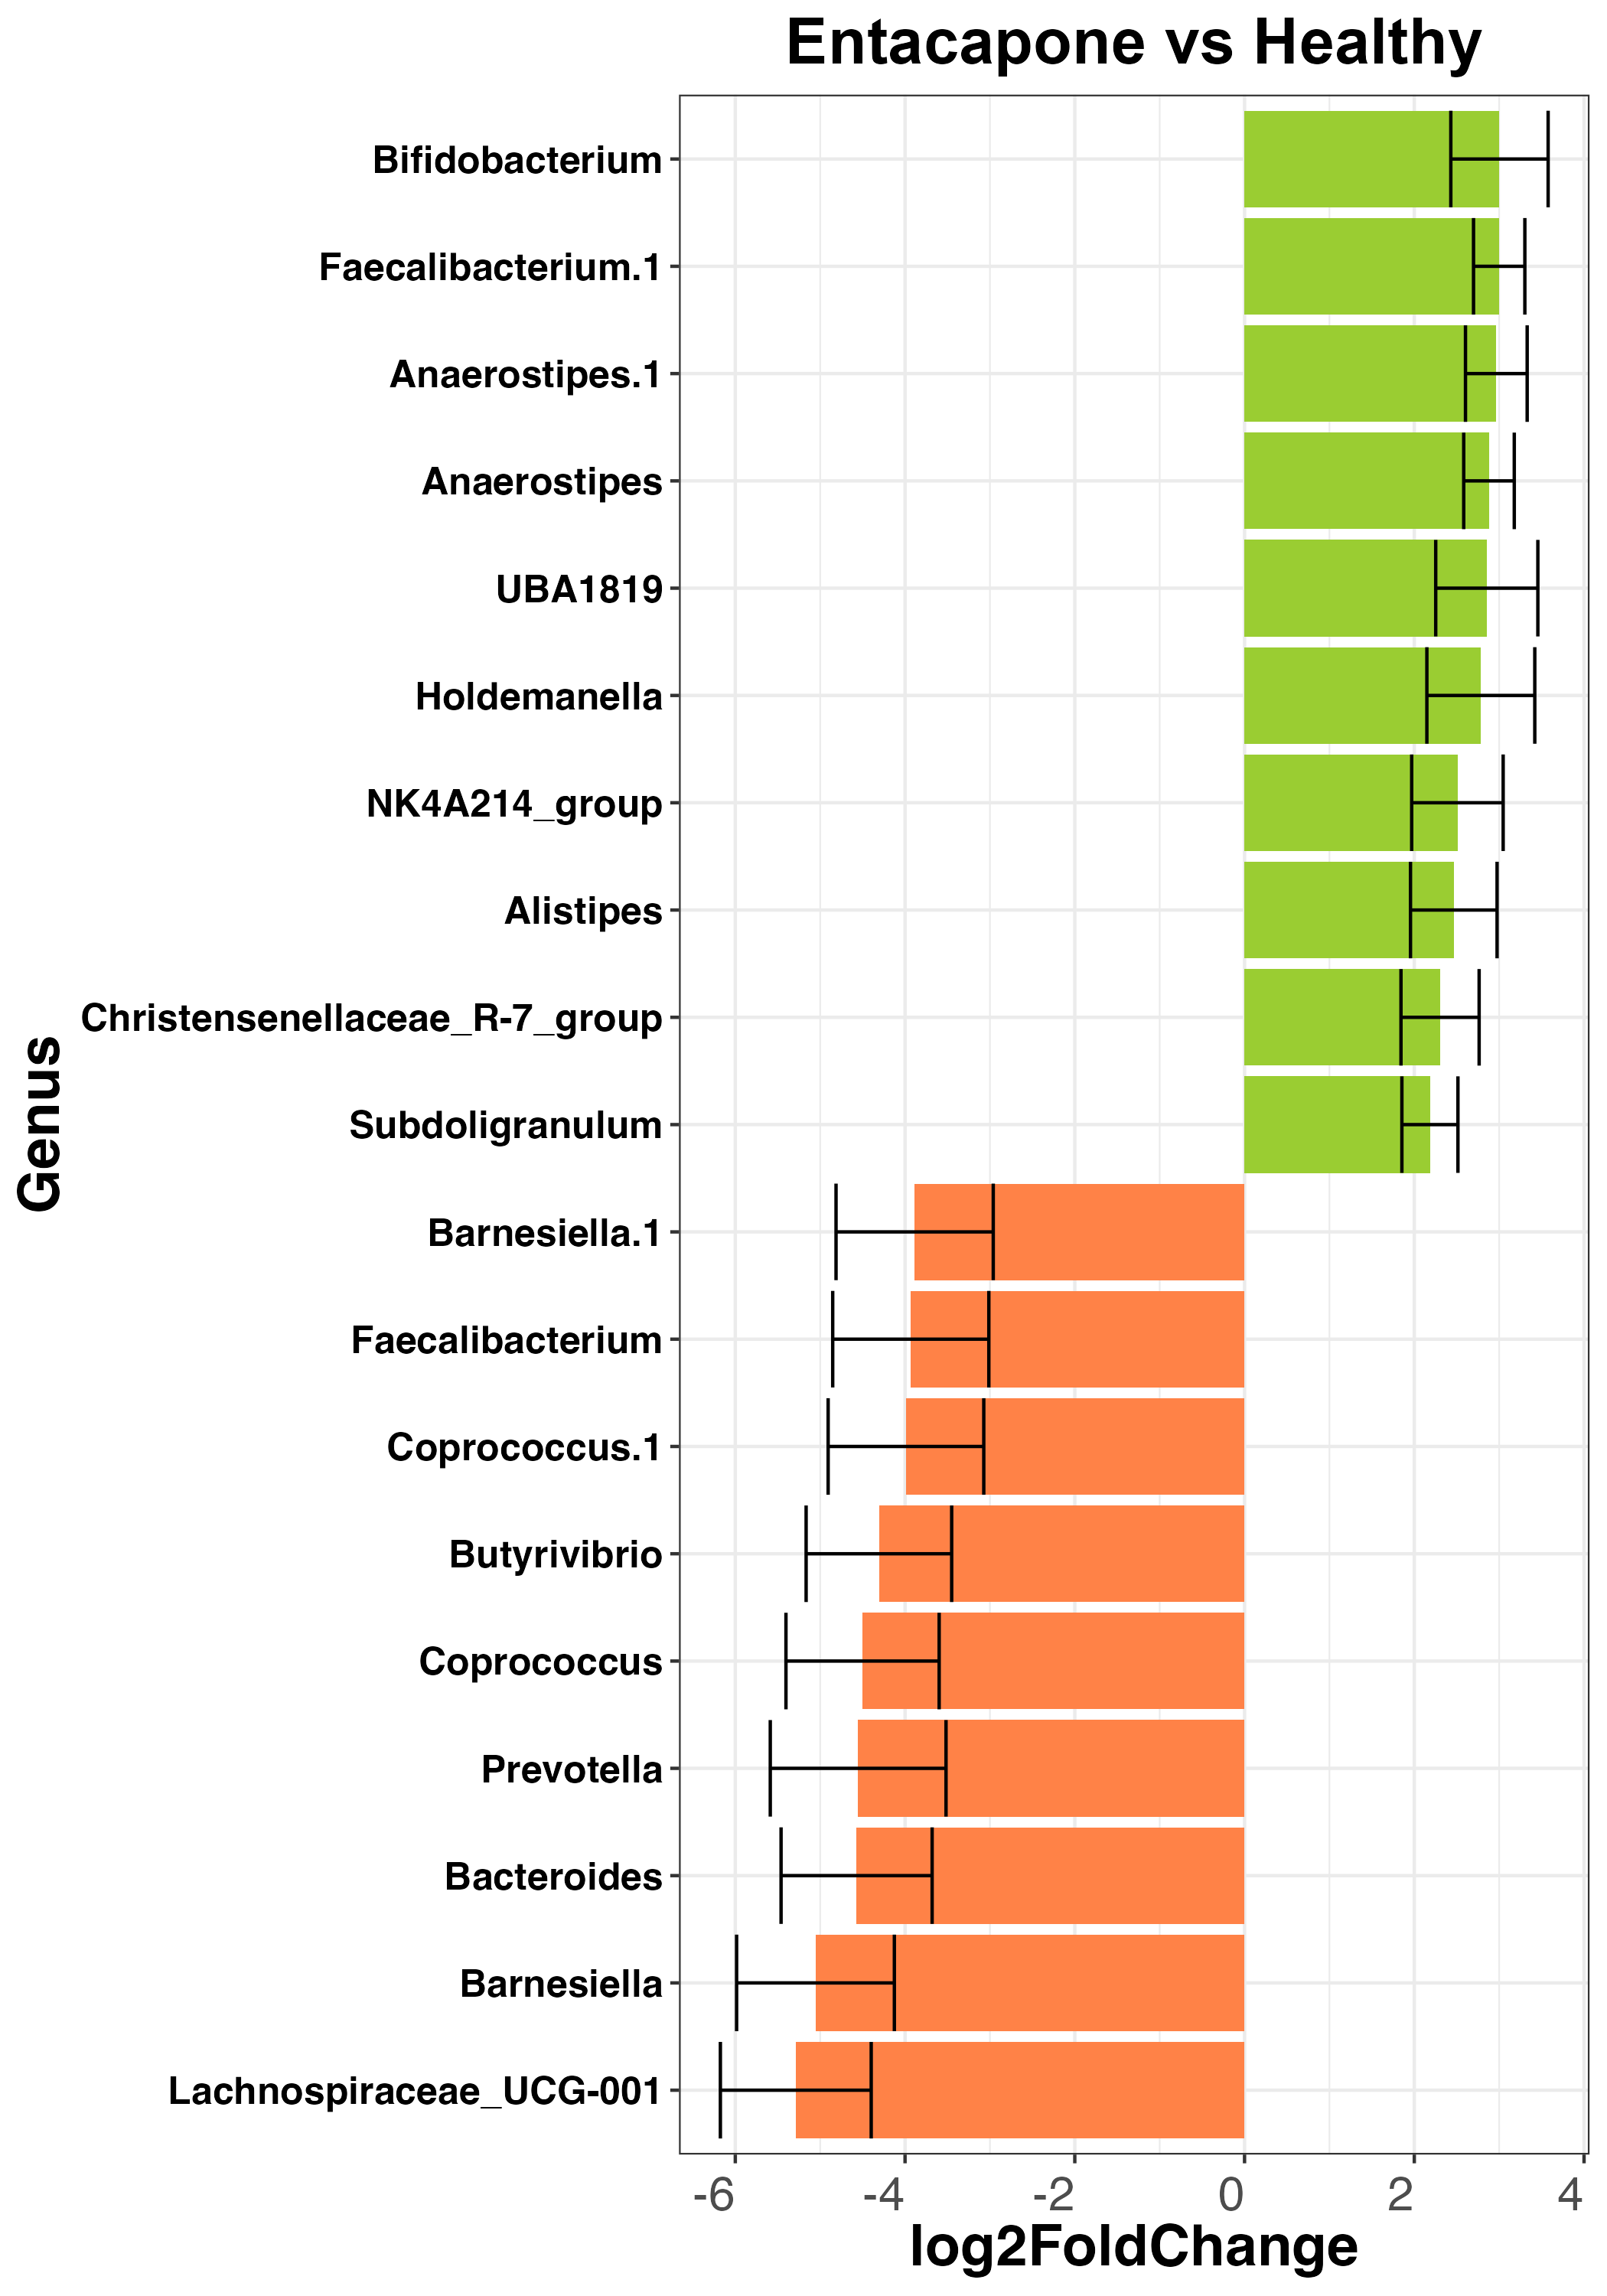 Entacapone vs Healthy
Genus
Bifidobacterium
Faecalibacterium.1
Anaerostipes.1
Anaerostipes
UBA1819
Holdemanella
NK4A214_group
Alistipes
Christensenellaceae_R-7_group
Subdoligranulum
Barnesiella.1
Faecalibacterium
Coprococcus.1
Butyrivibrio
Coprococcus
Prevotella
Bacteroides
Barnesiella
Lachnospiraceae_UCG-001
-6 -4 -2 0 2 4
log2FoldChange